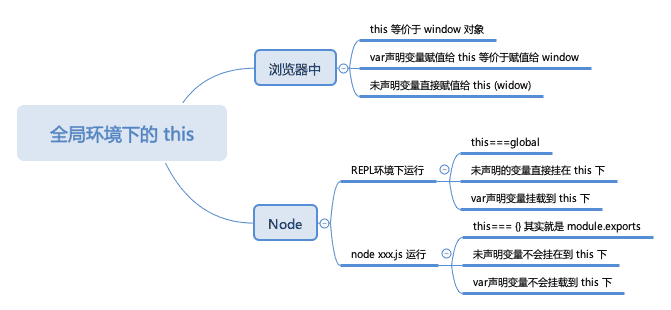 全局环境下的 this
浏览器中
this 等价于 window 对象
var声明变量赋值给 this 等价于赋值给 window
未声明变量直接赋值给 this (widow)
Node
REPL环境下运行
this===global
未声明的变量直接挂在 this 下
var声明变量挂载到 this 下
node xxx.js 运行
this=== {} 其实就是 module.exports
未声明变量不会挂在到 this 下
var声明变量不会挂载到 this 下